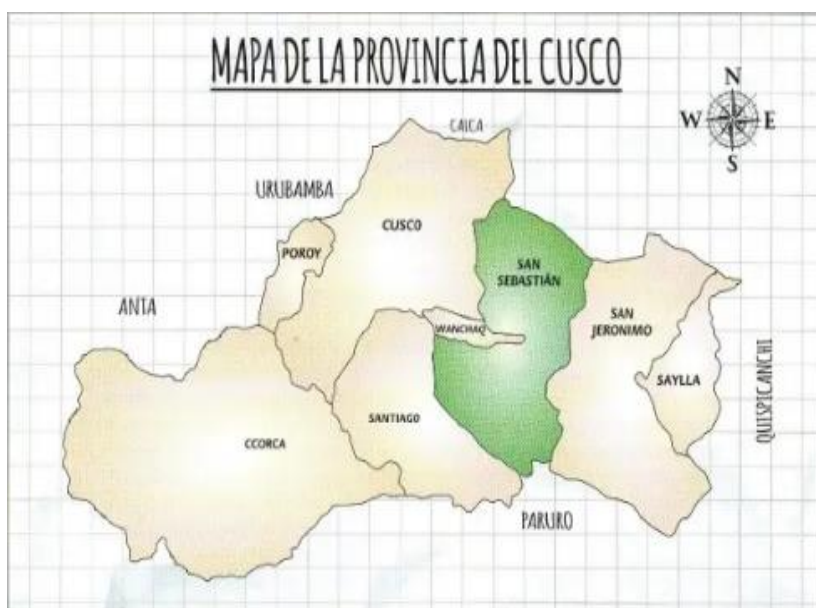 MAPA DE LA PROVINCIA DEL CUSCO
N
W E
S
CALCA
URUBAMBA
CUSCO
POROY
SAN
SEBASTIÁN
ANTA
SAN
JERONIMO
WANCHAQ
QUISPICANCHI
SAYLLA
SANTIAGO
CCORCA
PARURO